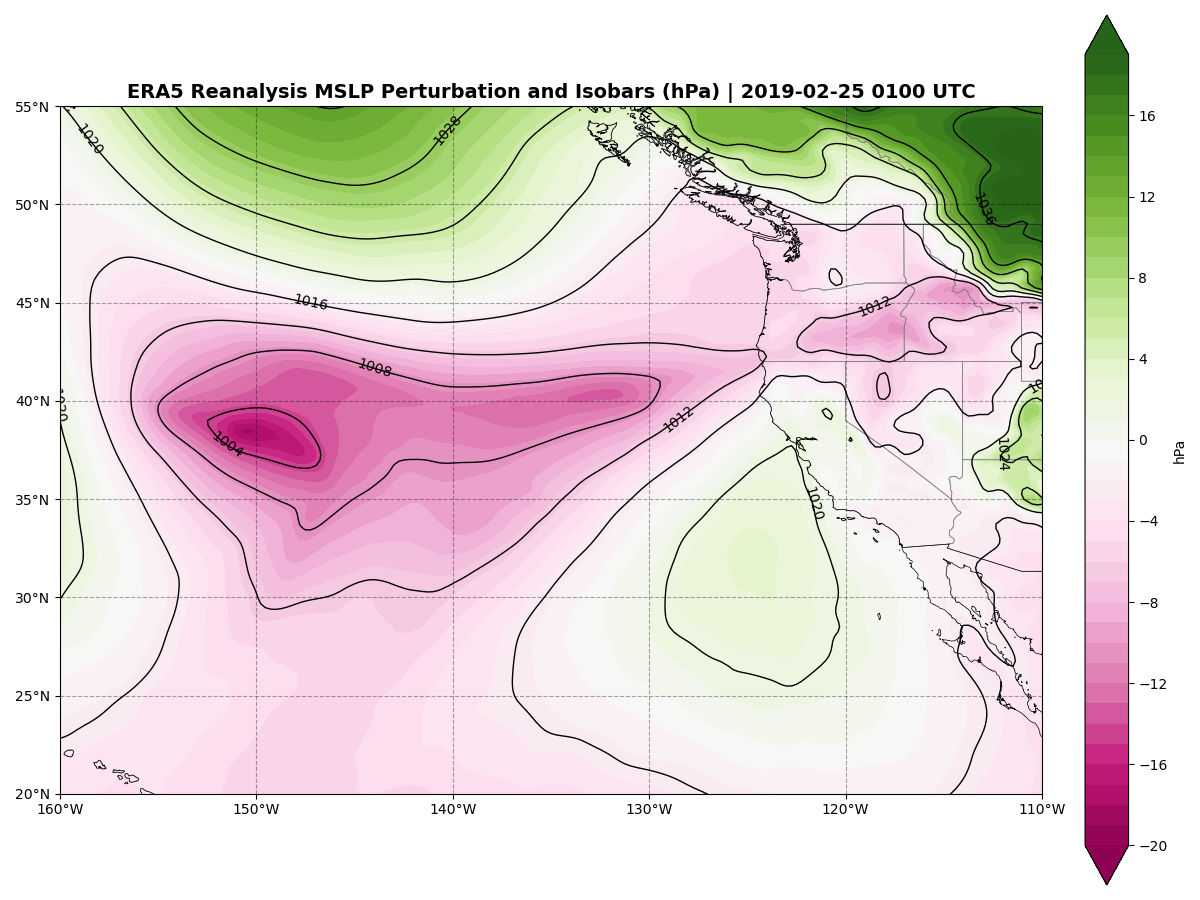 ERA5 Reanalysis MSLP Perturbation and Isobars (hPa) | 2019-02-25 0100 UTC
55°N
50°N
45°N
40°N
35°N
30°N
25°N
20°N
160°W
150°W
140°W
130°W
120°W
110°W
1020
1028
1036
1016
1012
1008
1012
1004
1024
1020
16
12
8
4
0
−4
−8
−12
−16
−20
hPa